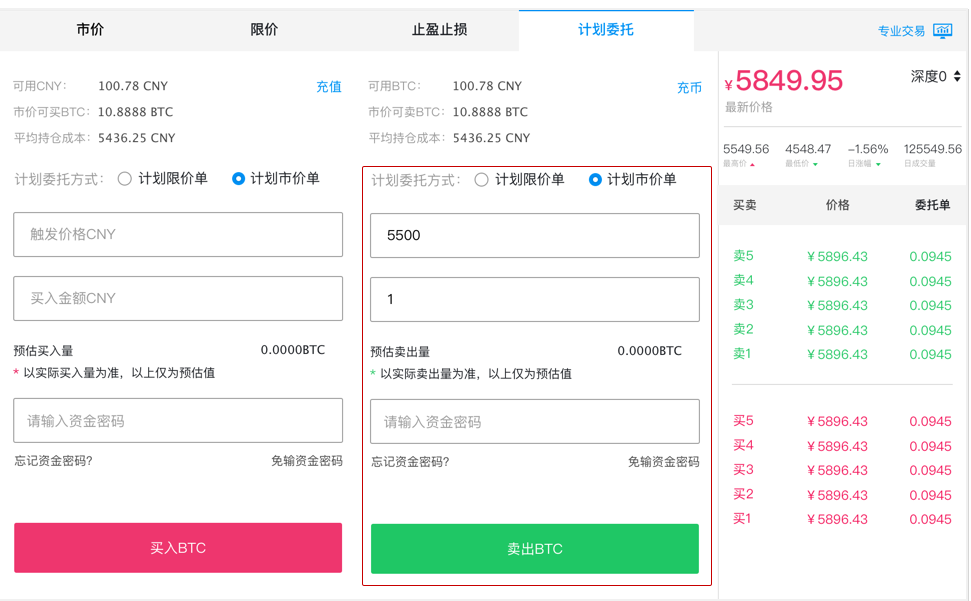 市价 限价 止盈止损 计划委托 专业交易
可用CNY： 100.78 CNY 充值
市价可买BTC： 10.8888 BTC
平均持仓成本： 5436.25 CNY
计划委托方式： 计划限价单 计划市价单
触发价格CNY
买入金额CNY
预估买入量 0.0000BTC
* 以实际买入量为准，以上仅为预估值
请输入资金密码
忘记资金密码? 免输资金密码
买入BTC
可用BTC： 100.78 CNY 充币
市价可卖BTC： 10.8888 BTC
平均持仓成本： 5436.25 CNY
计划委托方式： 计划限价单 计划市价单
5500
1
预估卖出量 0.0000BTC
* 以实际卖出量为准，以上仅为预估值
请输入资金密码
忘记资金密码? 免输资金密码
卖出BTC
¥5849.95 深度0
最新价格
5549.56 4548.47 −1.56% 125549.56
最高价 最低价 日涨幅 日成交量
买卖 价格 委托单
卖5 ¥5896.43 0.0945
卖4 ¥5896.43 0.0945
卖3 ¥5896.43 0.0945
卖2 ¥5896.43 0.0945
卖1 ¥5896.43 0.0945
买5 ¥5896.43 0.0945
买4 ¥5896.43 0.0945
买3 ¥5896.43 0.0945
买2 ¥5896.43 0.0945
买1 ¥5896.43 0.0945